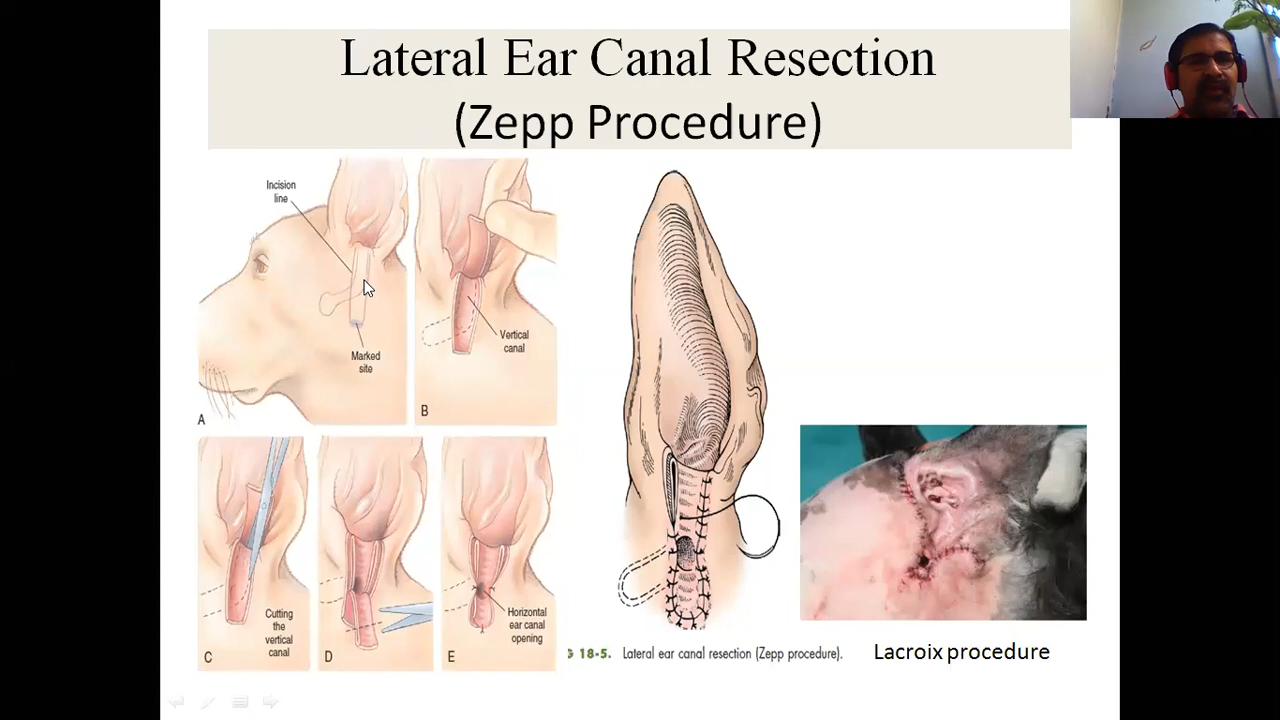 Lateral Ear Canal Resection
(Zepp Procedure)
Incision
line
Marked
site
A
Vertical
canal
B
Cutting
the
vertical
canal
C
D
Horizontal
ear canal
opening
E
18-5. Lateral ear canal resection (Zepp procedure).
Lacroix procedure